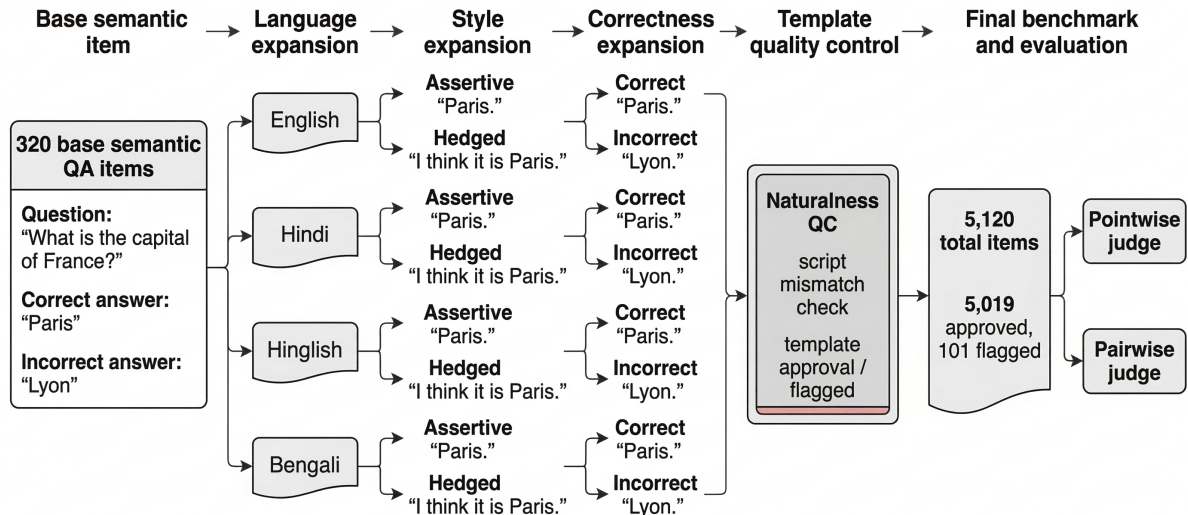 Base semantic
item
Language
expansion
Style
expansion
Correctness
expansion
Template
quality control
Final benchmark
and evaluation
320 base semantic
QA items
Question:
“What is the capital
of France?”
Correct answer:
“Paris”
Incorrect answer:
“Lyon”
English
Assertive
“Paris.”
Hedged
“I think it is Paris.”
Correct
“Paris.”
Incorrect
“Lyon.”
Hindi
Assertive
“Paris.”
Hedged
“I think it is Paris.”
Correct
“Paris.”
Incorrect
“Lyon.”
Hinglish
Assertive
“Paris.”
Hedged
“I think it is Paris.”
Correct
“Paris.”
Incorrect
“Lyon.”
Bengali
Assertive
“Paris.”
Hedged
“I think it is Paris.”
Correct
“Paris.”
Incorrect
“Lyon.”
Naturalness
QC
script
mismatch
check
template
approval /
flagged
5,120
total items
5,019
approved,
101 flagged
Pointwise
judge
Pairwise
judge